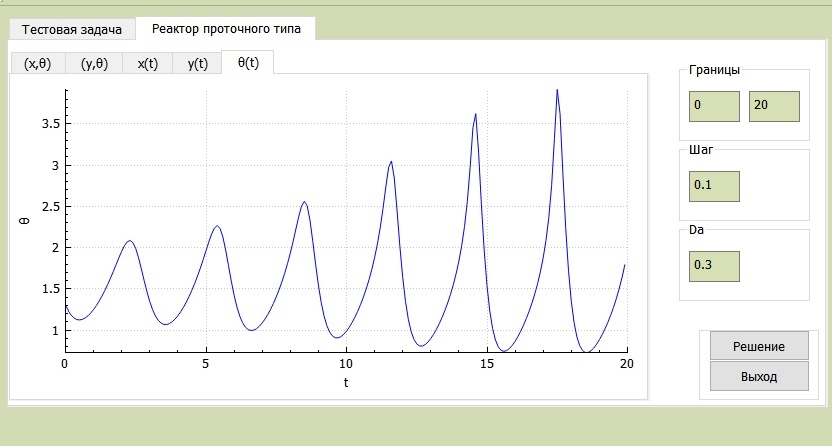 Тестовая задача
Реактор проточного типа
(x,θ)
(y,θ)
x(t)
y(t)
θ(t)
3.5
3
2.5
2
1.5
1
θ
0
5
10
15
20
t
Границы
0
20
Шаг
0.1
Da
0.3
Решение
Выход